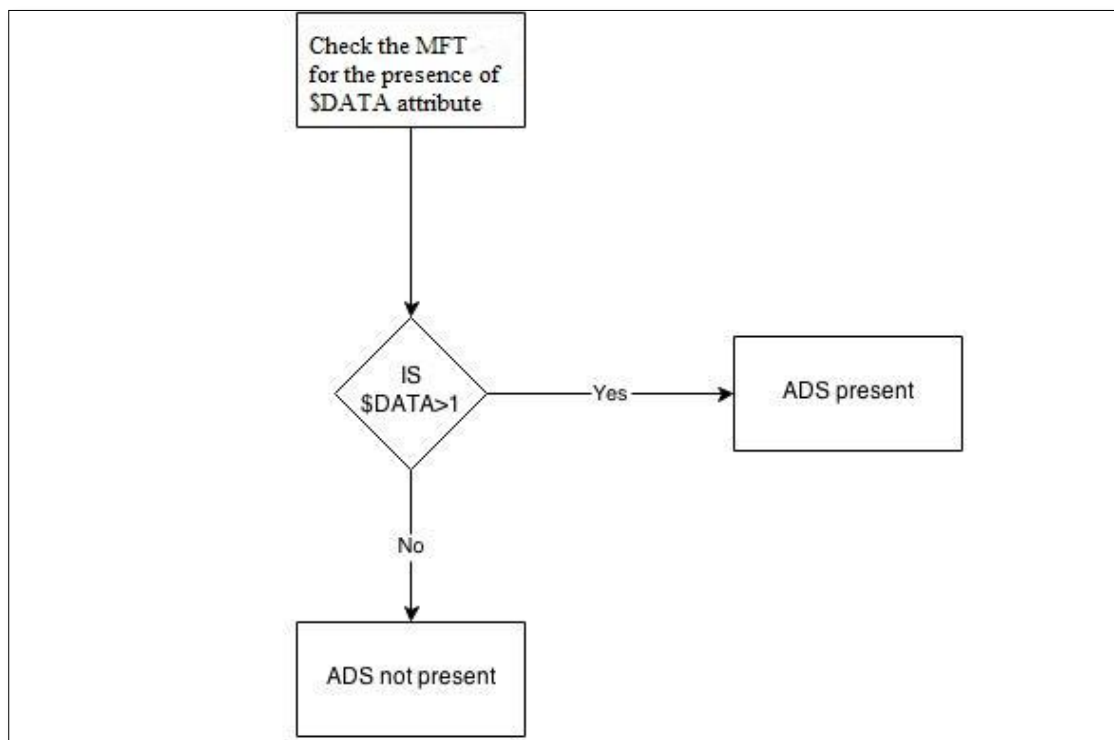 Check the MFT
for the presence of
$DATA attribute
IS
$DATA>1
Yes
ADS present
No
ADS not present